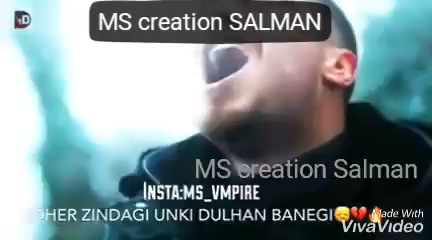 MS creation SALMAN
MS creation Salman
INSTA:MS_VMPIRE
ZINDAGI UNKI DULHAN BANEGI😔💔🔥
Made With
VivaVideo